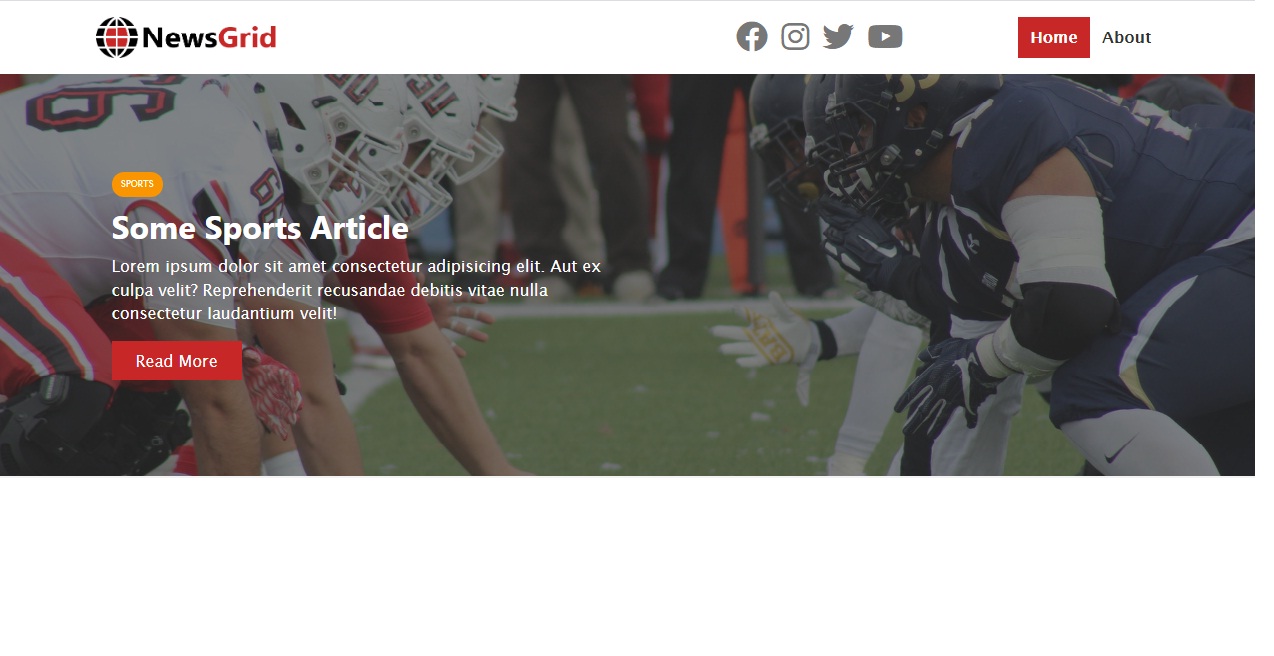 NewsGrid
Home
About
SPORTS
Some Sports Article
Lorem ipsum dolor sit amet consectetur adipisicing elit. Aut ex
culpa velit? Reprehenderit recusandae debitis vitae nulla
consectetur laudantium velit!
Read More